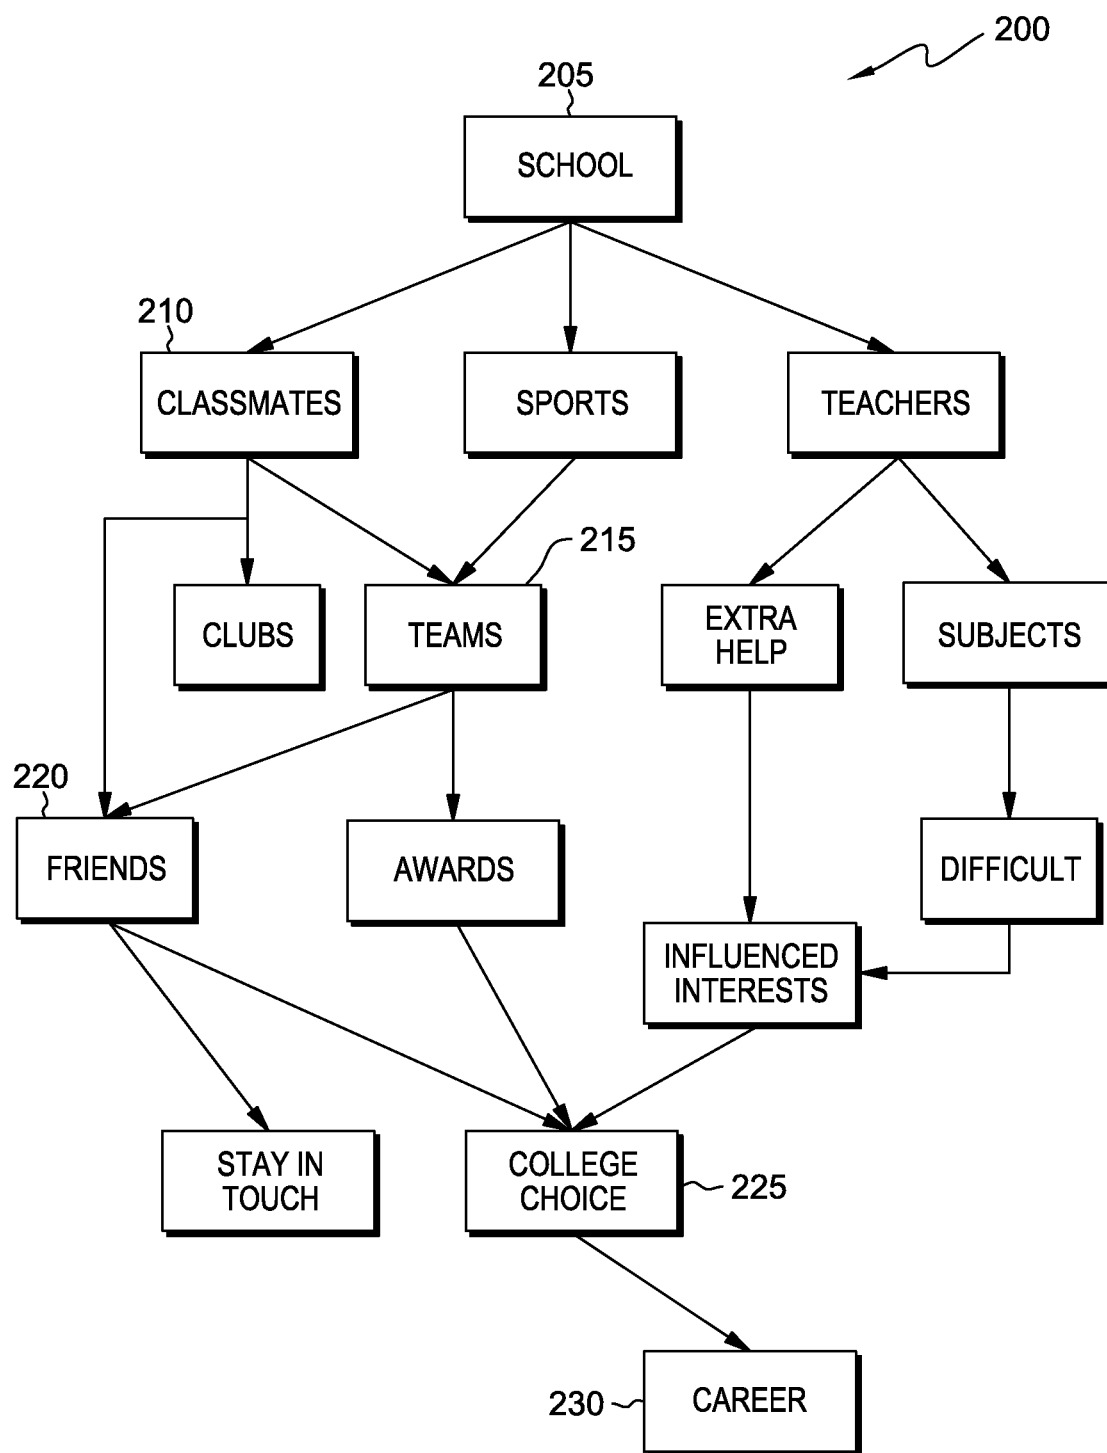 200
205
SCHOOL
210
CLASSMATES
SPORTS
TEACHERS
215
CLUBS
TEAMS
EXTRA
HELP
SUBJECTS
220
FRIENDS
AWARDS
DIFFICULT
INFLUENCED
INTERESTS
STAY IN
TOUCH
COLLEGE
CHOICE
225
230
CAREER